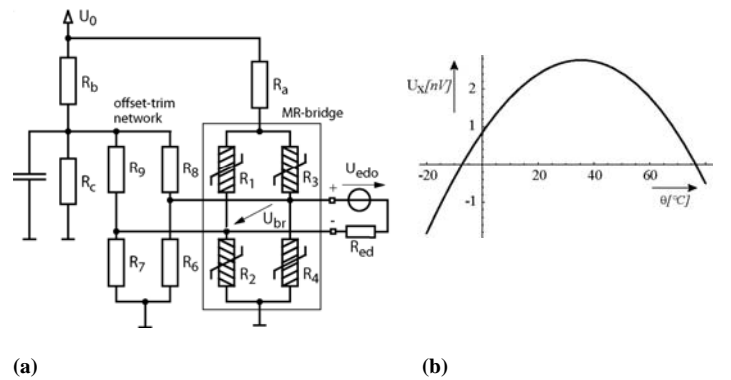 U0
Rb
Ra
offset-trim
network
MR-bridge
Rc
R9
R8
R1
R3
Uedo
+
Ubr
-
Red
R7
R6
R2
R4
(a)
Ux[nV]
2
1
-20
20
40
60
θ[°C]
-1
(b)